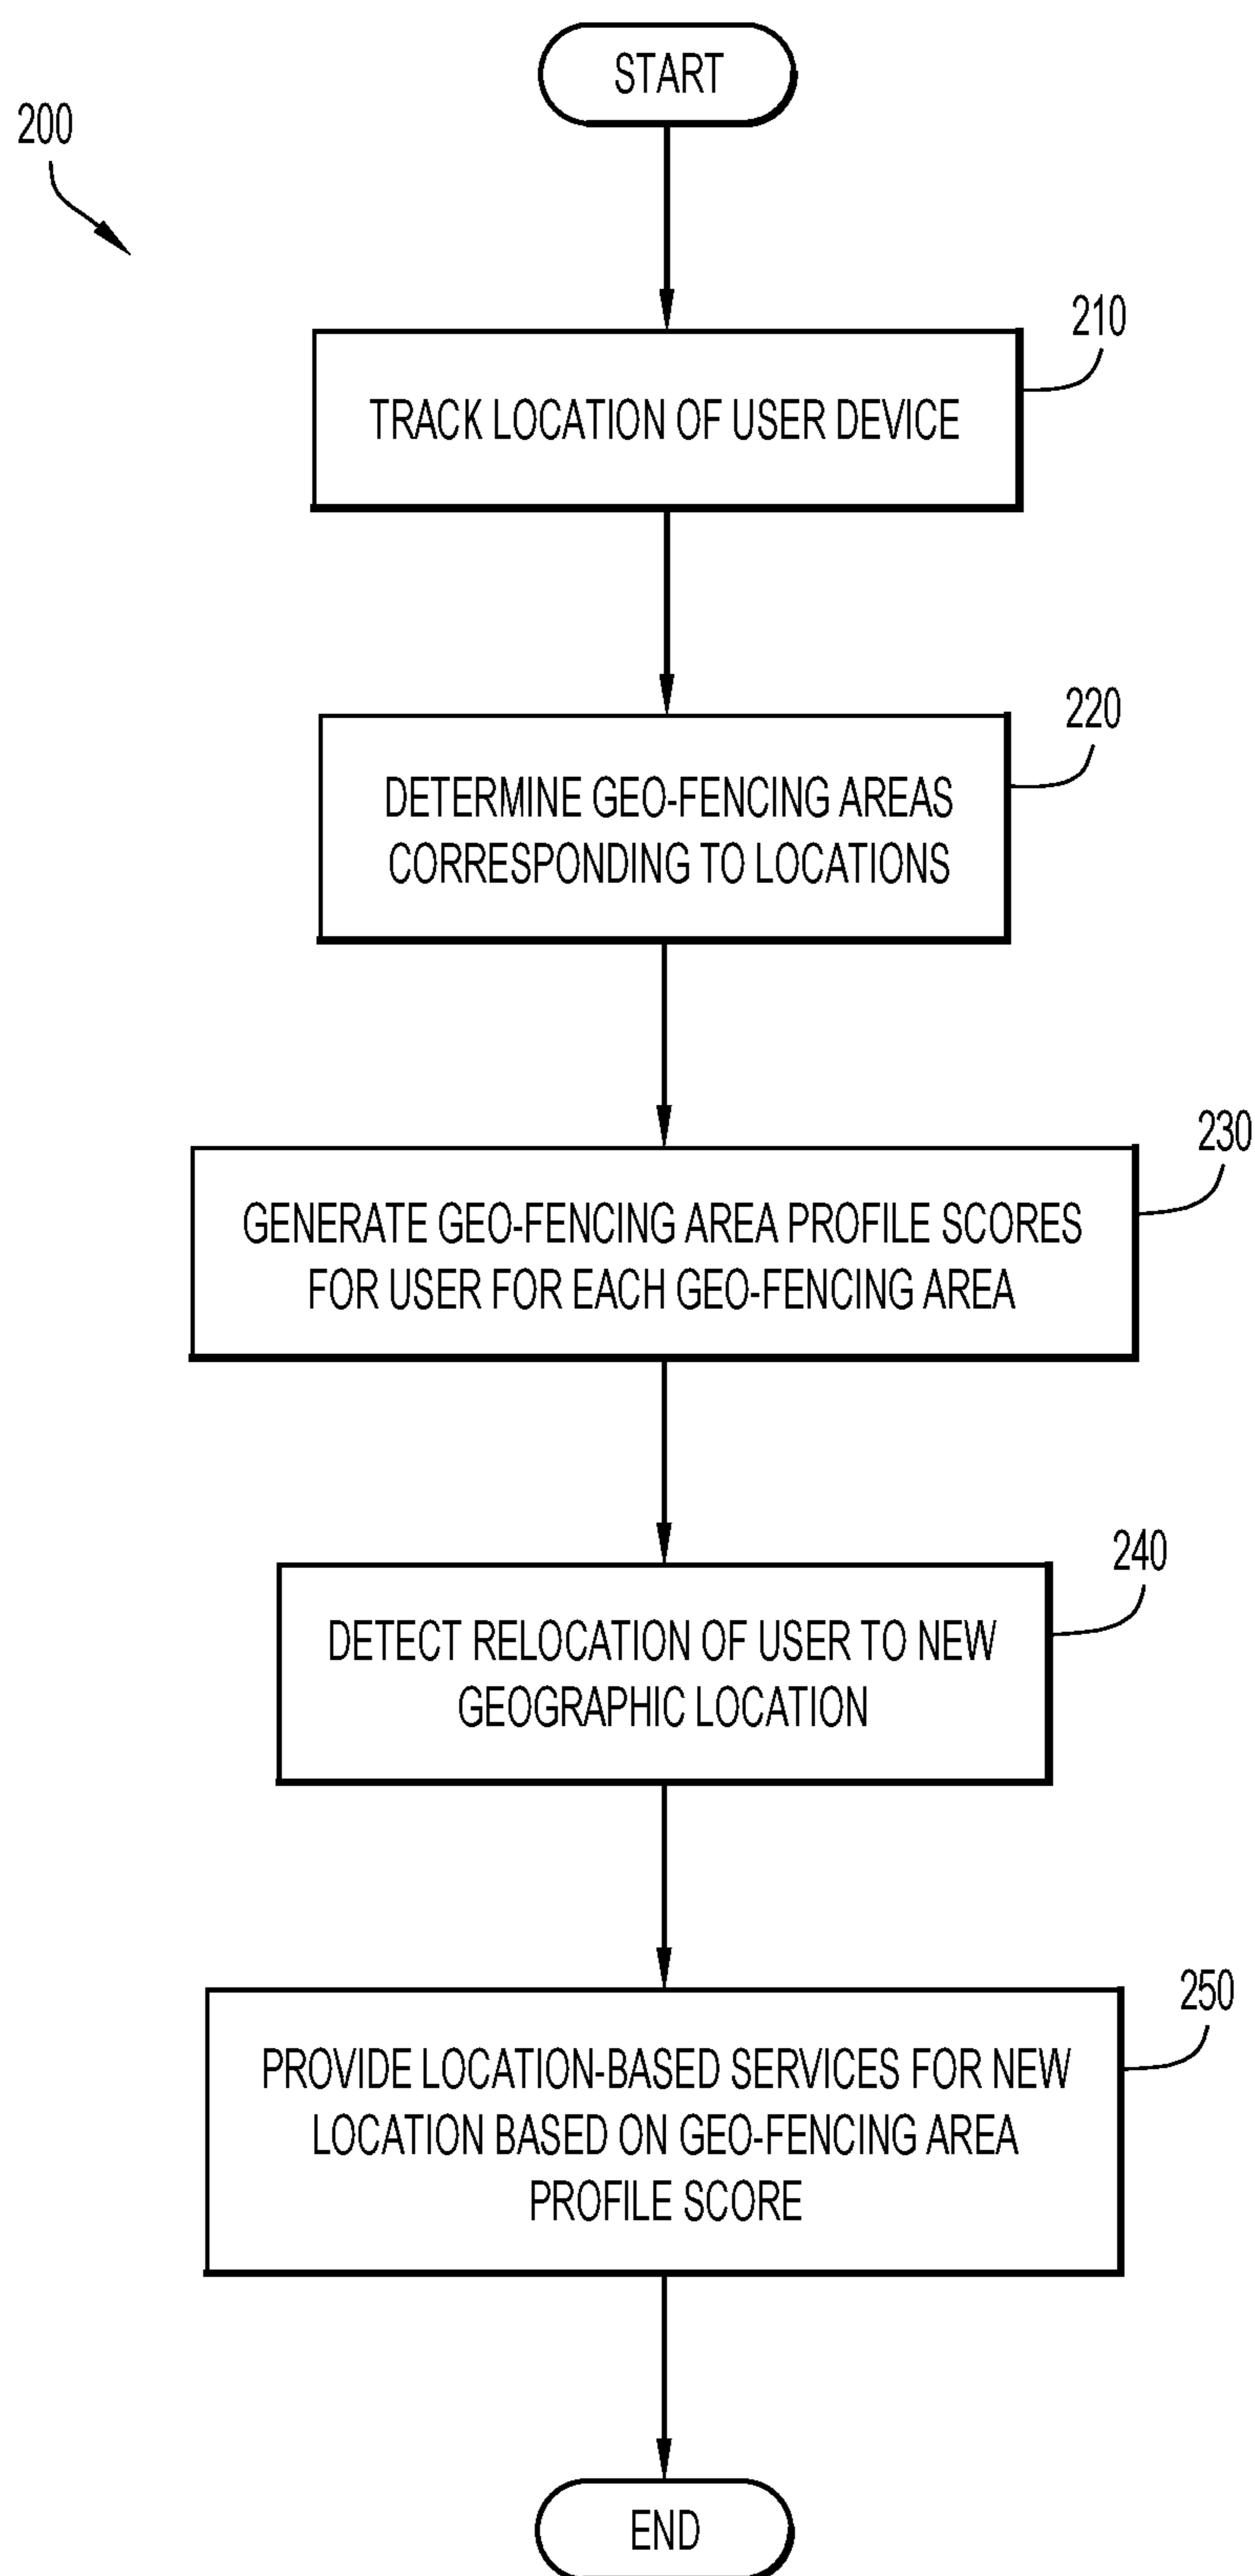 START
200
210
TRACK LOCATION OF USER DEVICE
220
DETERMINE GEO-FENCING AREAS
CORRESPONDING TO LOCATIONS
230
GENERATE GEO-FENCING AREA PROFILE SCORES
FOR USER FOR EACH GEO-FENCING AREA
240
DETECT RELOCATION OF USER TO NEW
GEOGRAPHIC LOCATION
250
PROVIDE LOCATION-BASED SERVICES FOR NEW
LOCATION BASED ON GEO-FENCING AREA
PROFILE SCORE
END